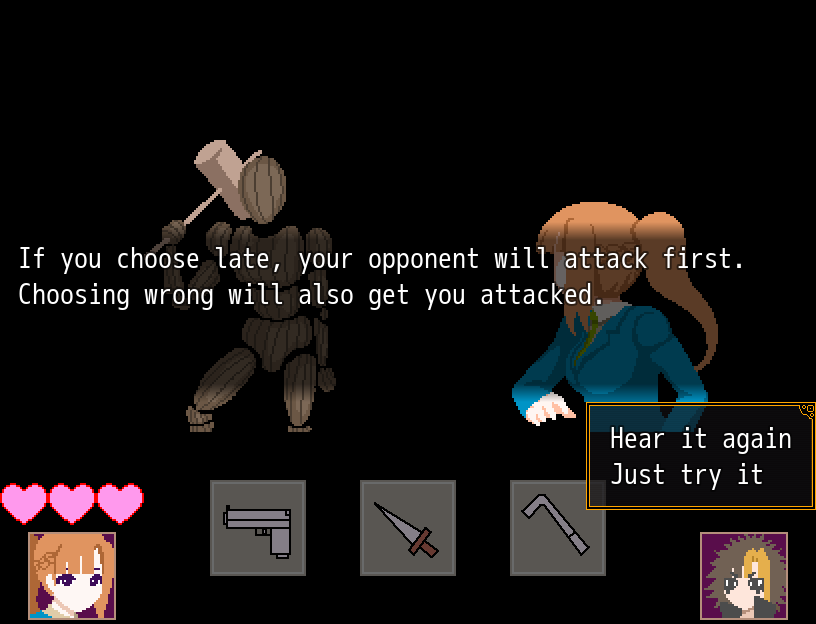 If you choose late, your opponent will attack first.
Choosing wrong will also get you attacked.
Hear it again
Just try it